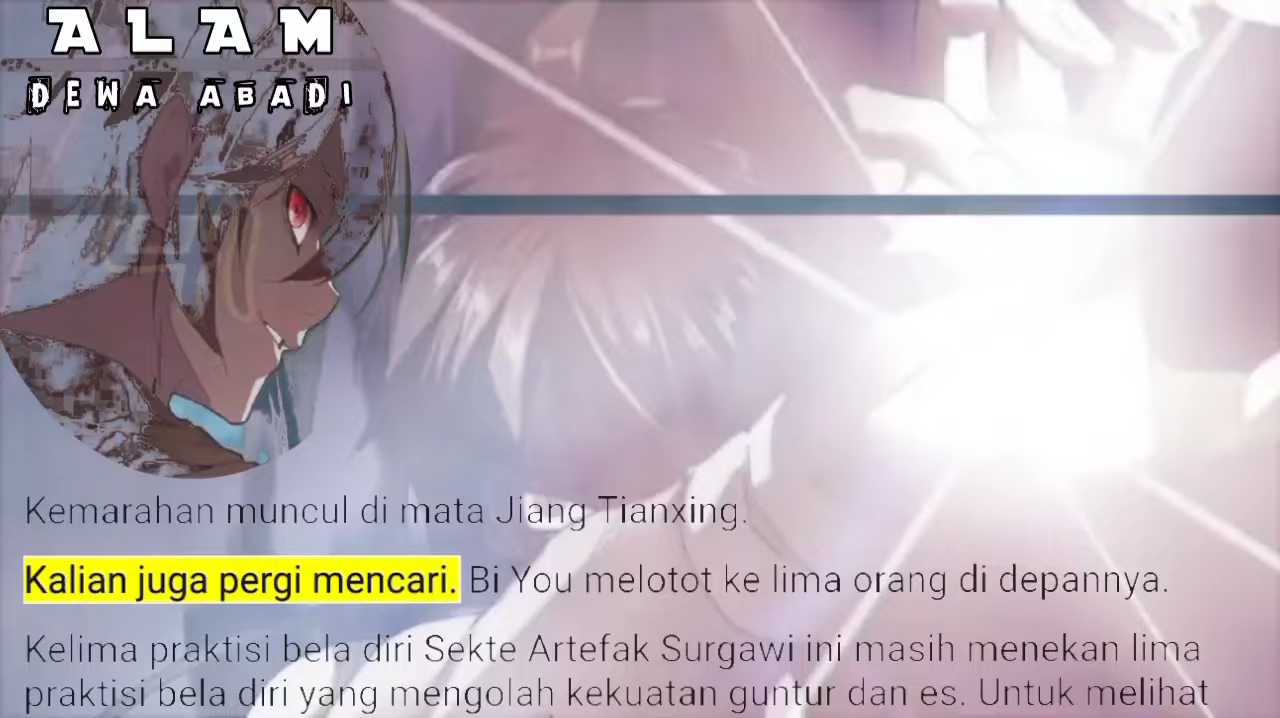 ALAM
DEWA ABADI
Kemarahan muncul di mata Jiang Tianxing.
Kalian juga pergi mencari. Bi You melotot ke lima orang di depannya.
Kelima praktisi bela diri Sekte Artefak Surgawi ini masih menekan lima
praktisi bela diri yang mengolah kekuatan guntur dan es. Untuk melihat